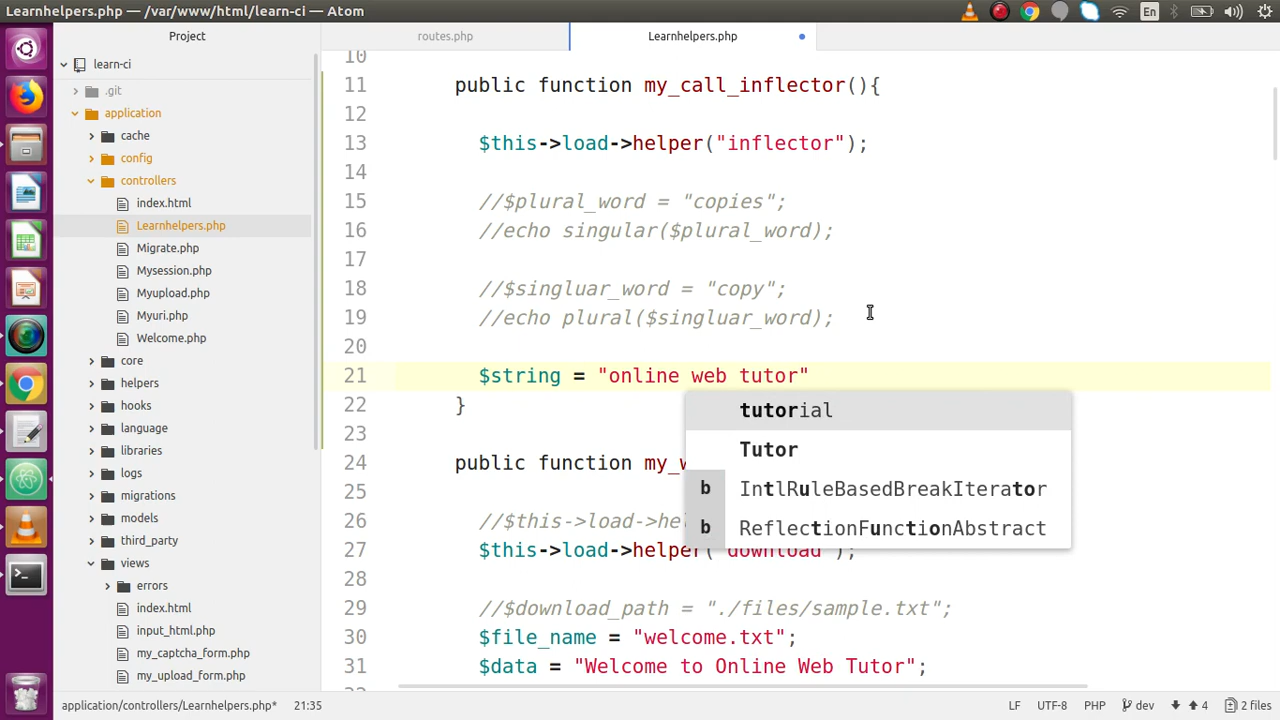 Learnhelpers.php — /var/www/html/learn-ci — Atom
En
Project
routes.php
Learnhelpers.php
learn-ci
.git
application
cache
config
controllers
index.html
Learnhelpers.php
Migrate.php
Mysession.php
Myupload.php
Myuri.php
Welcome.php
core
helpers
hooks
language
libraries
logs
migrations
models
third_party
views
errors
index.html
input_html.php
my_captcha_form.php
my_upload_form.php
10
11 public function my_call_inflector(){
12
13 $this->load->helper("inflector");
14
15 //$plural_word = "copies";
16 //echo singular($plural_word);
17
18 //$singluar_word = "copy";
19 //echo plural($singluar_word);
20
21 $string = "online web tutor"
22 }
23
24 public function my_w
25
26 //$this->load->hel
27 $this->load->helper("download");
28
29 //$download_path = "./files/sample.txt";
30 $file_name = "welcome.txt";
31 $data = "Welcome to Online Web Tutor";
tutorial
Tutor
b IntlRuleBasedBreakIterator
b ReflectionFunctionAbstract
application/controllers/Learnhelpers.php* 21:35
LF UTF-8 PHP dev 4 2 files